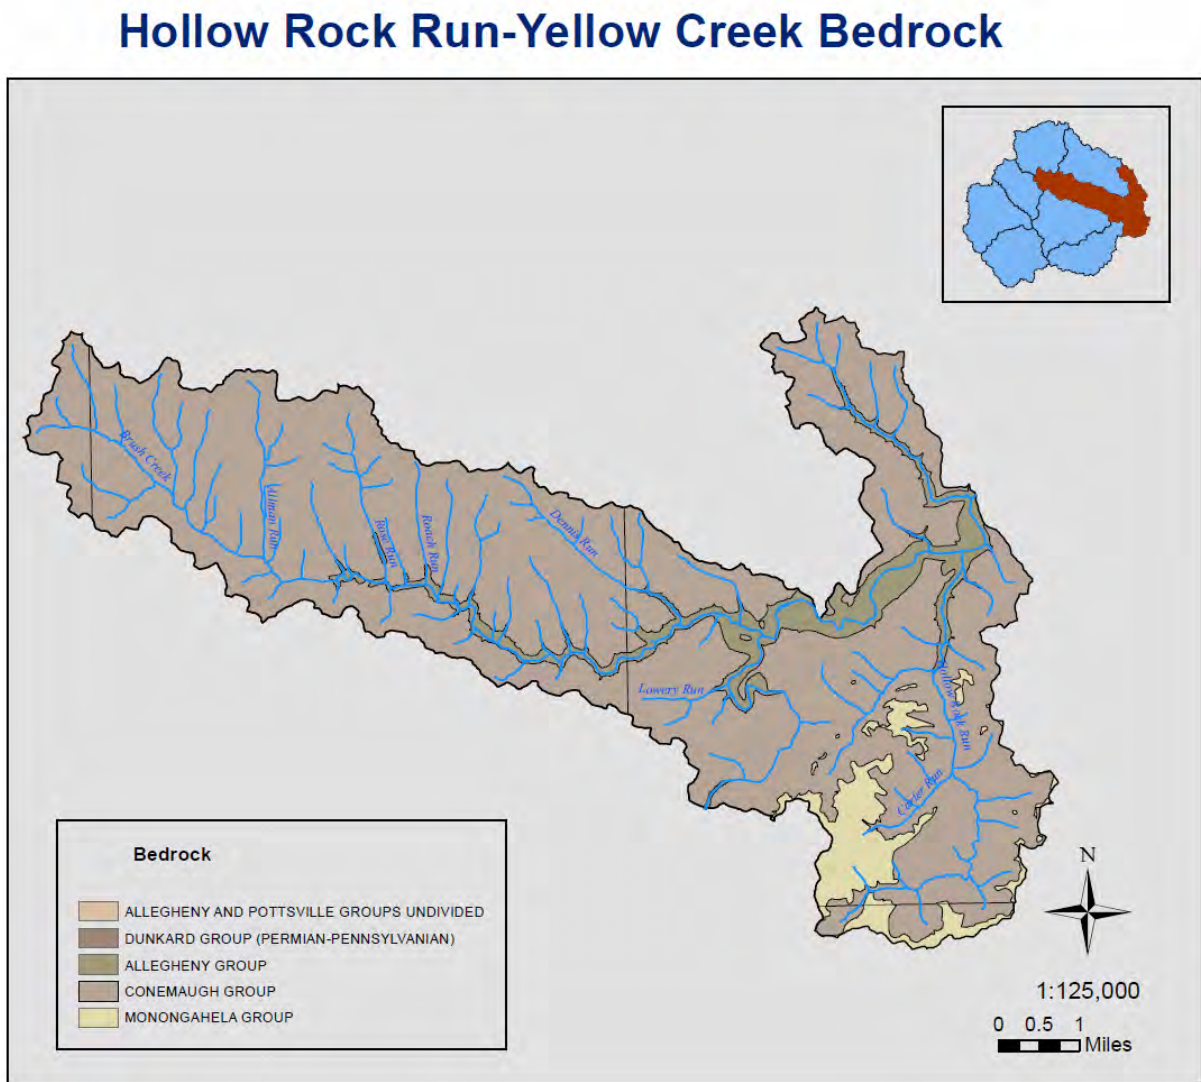 Hollow Rock Run-Yellow Creek Bedrock
Brush Creek
Aliman Run
Rose Run
Roach Run
Dennis Run
Lowery Run
Hollow Rock Run
Carter Run
Bedrock
ALLEGHENY AND POTTSVILLE GROUPS UNDIVIDED
DUNKARD GROUP (PERMIAN-PENNSYLVANIAN)
ALLEGHENY GROUP
CONEMAUGH GROUP
MONONGAHELA GROUP
N
1:125,000
0 0.5 1
Miles